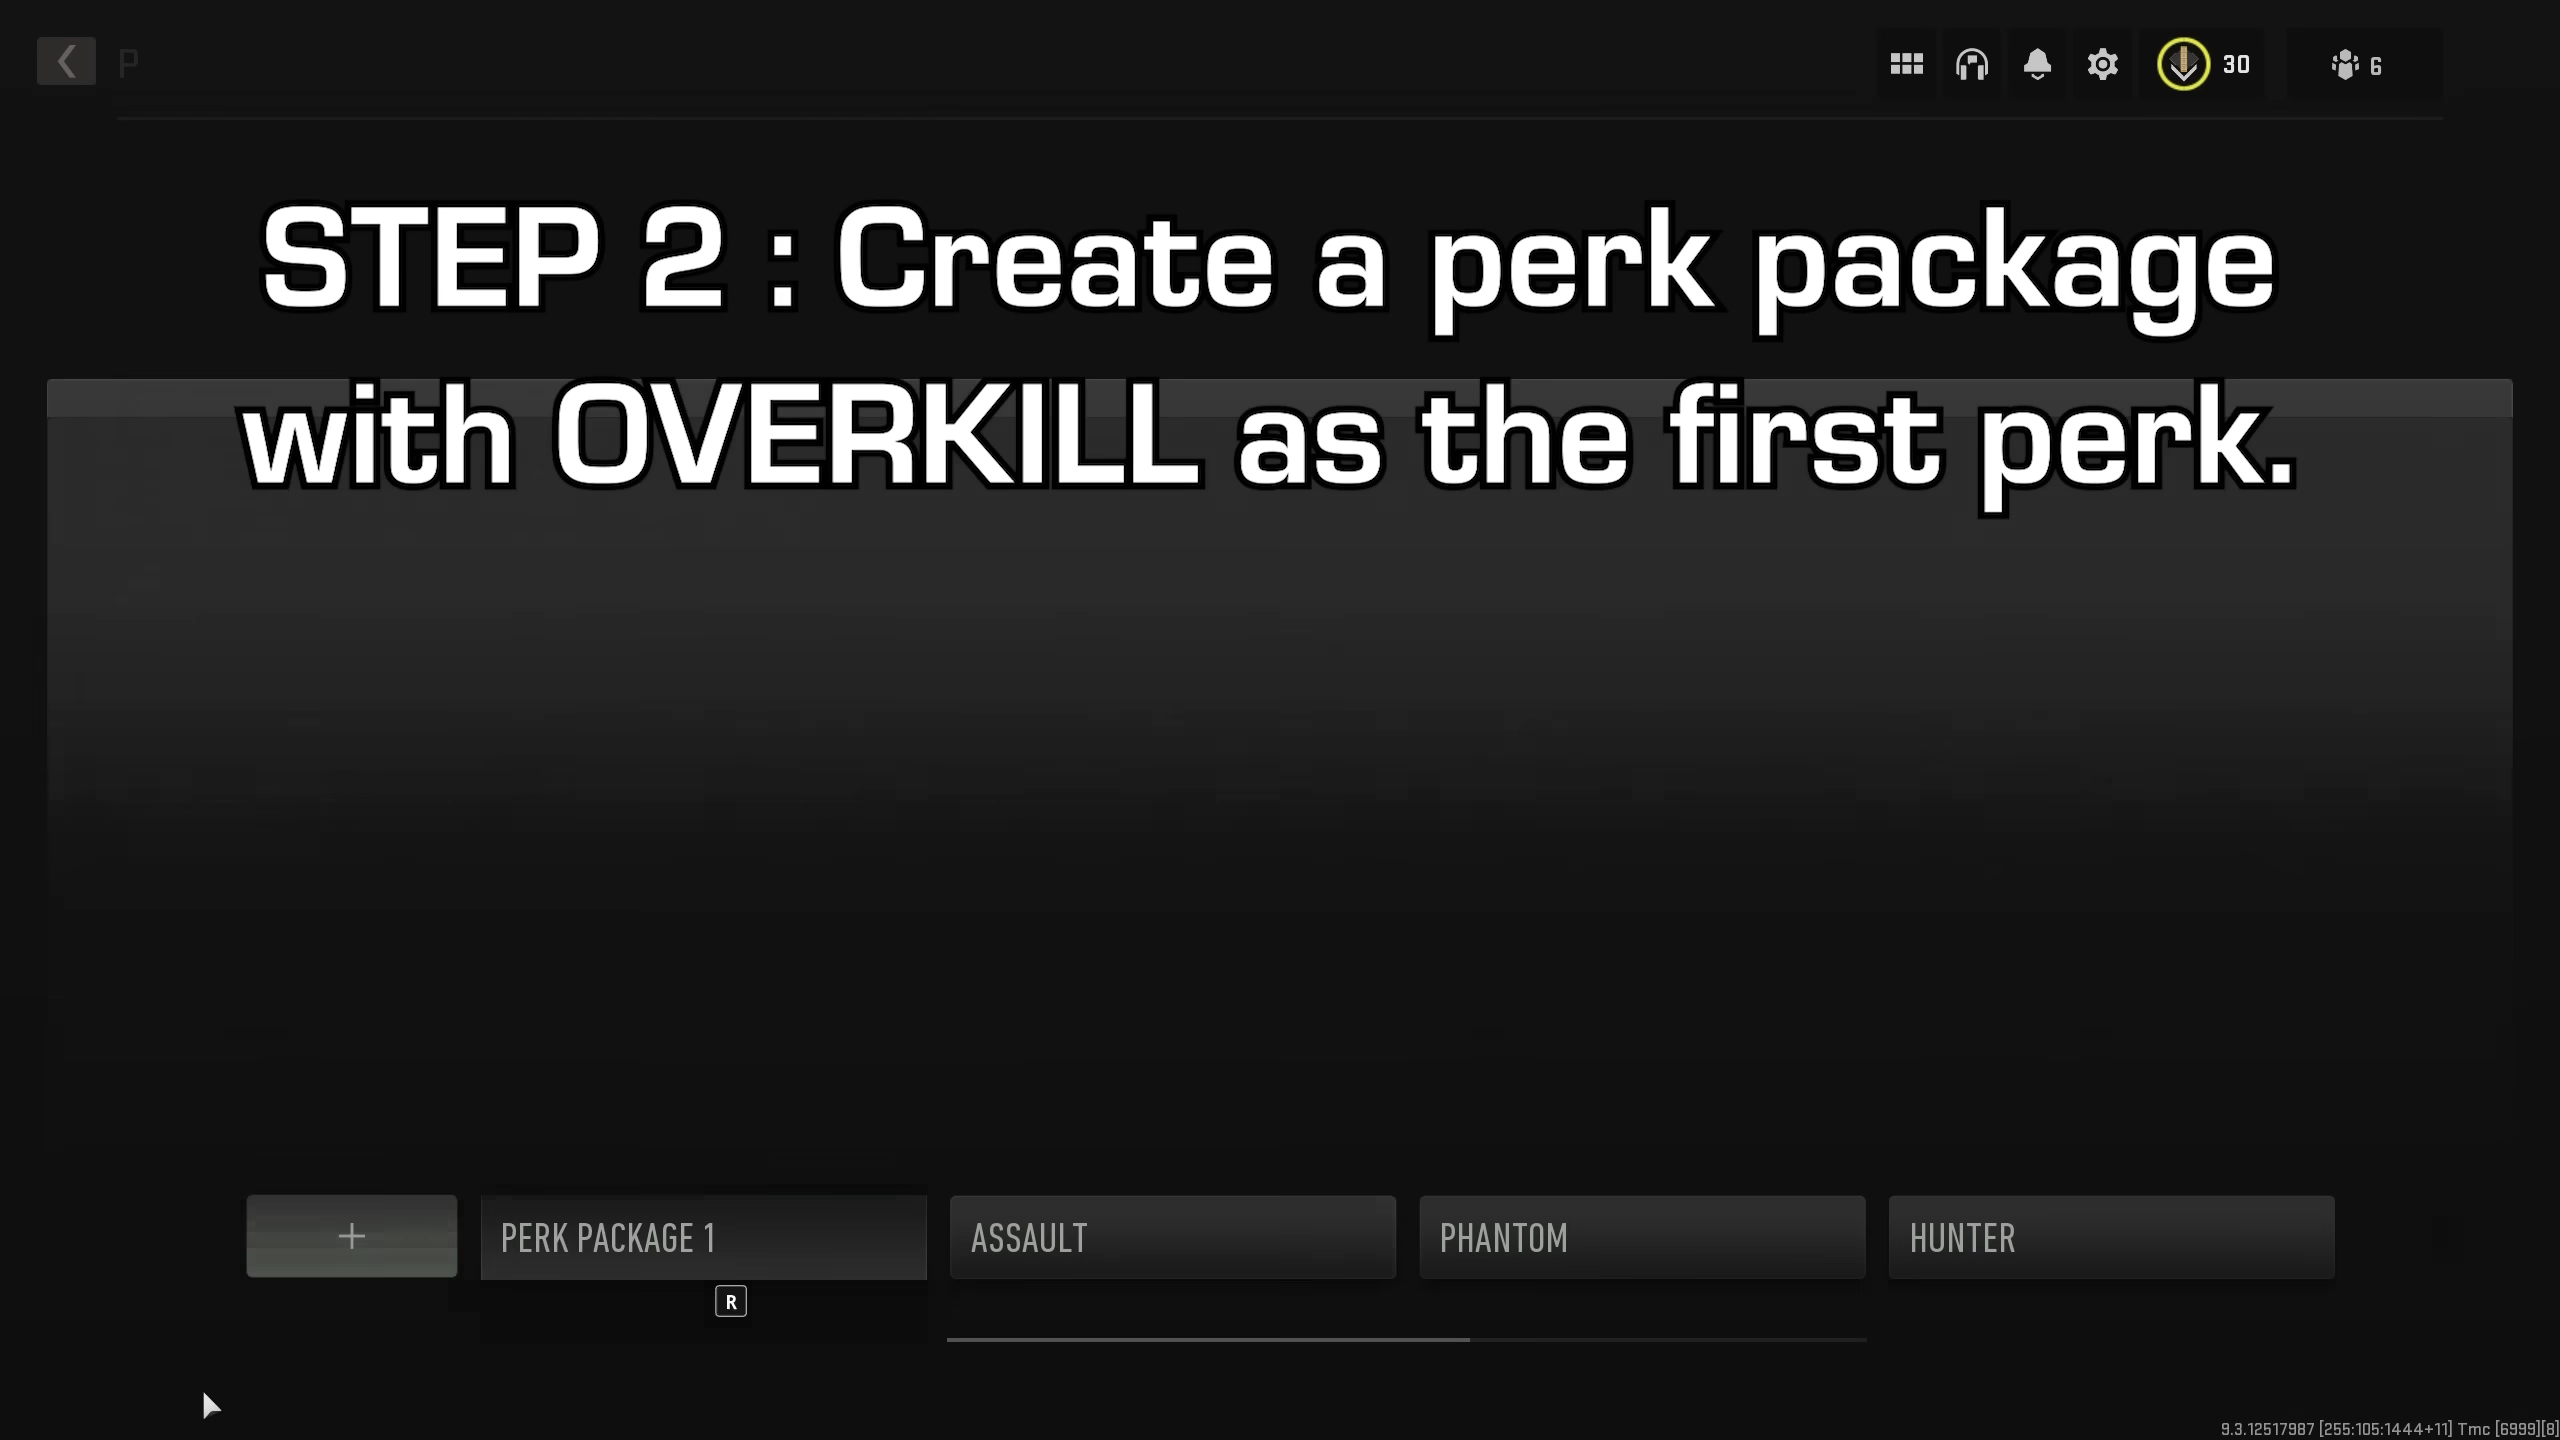 P
30
6
STEP 2 : Create a perk package
with OVERKILL as the first perk.
+
PERK PACKAGE 1
ASSAULT
PHANTOM
HUNTER
R
9.3.12517987 [255:105:1444+11] Tmc [6999][8]